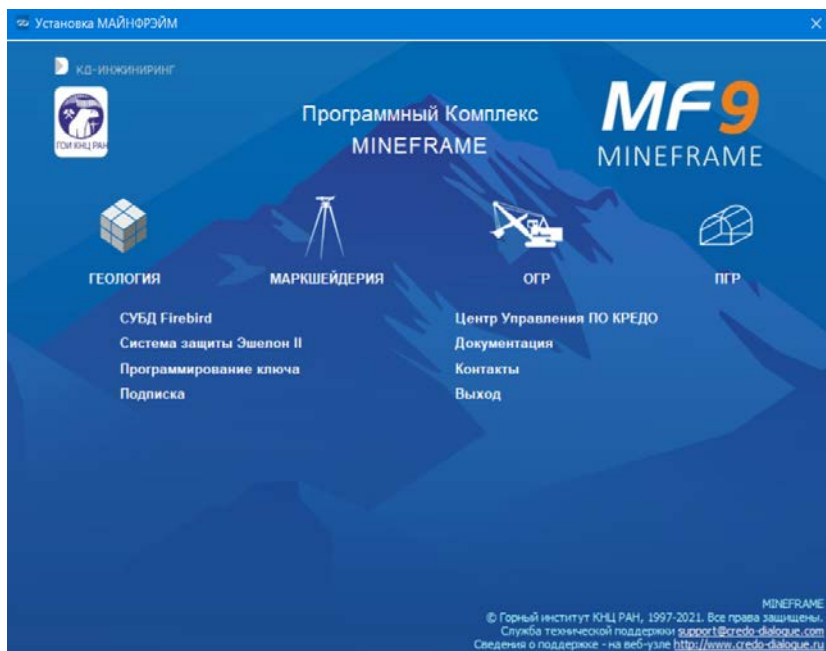 Установка МАЙНФРЭЙМ
КД-ИНЖИНИРИНГ
ГОИ КНЦ РАН
Программный Комплекс
MINEFRAME
MF9
MINEFRAME
ГЕОЛОГИЯ
МАРКШЕЙДЕРИЯ
ОГР
ПГР
СУБД Firebird
Система защиты Эшелон II
Программирование ключа
Подписка
Центр Управления ПО КРЕДО
Документация
Контакты
Выход
MINEFRAME
© Горный институт КНЦ РАН, 1997-2021. Все права защищены.
Служба технической поддержки support@credo-dialogue.com
Сведения о поддержке - на веб-узле http://www.credo-dialogue.ru